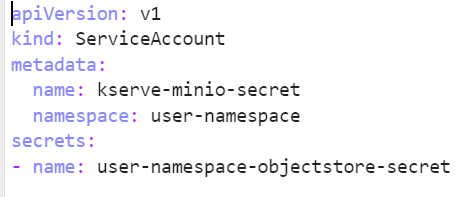 apiVersion: v1
kind: ServiceAccount
metadata:
  name: kserve-minio-secret
  namespace: user-namespace
secrets:
- name: user-namespace-objectstore-secret